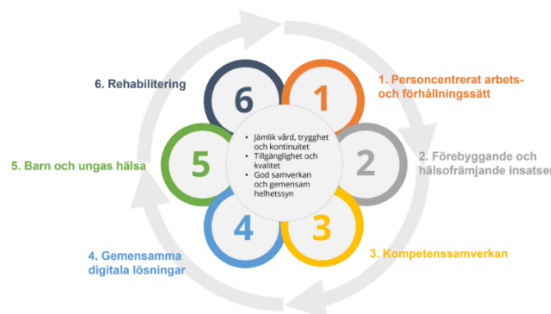 6. Rehabilitering
1. Personcentrerat arbets-
och förhållningssätt
6
1
5
2
4
3
• Jämlik vård, trygghet
och kontinuitet
• Tillgänglighet och
kvalitet
• God samverkan
och gemensam
helhetssyn
5. Barn och ungas hälsa
2. Förebyggande och
hälsofrämjande insatser
4. Gemensamma
digitala lösningar
3. Kompetenssamverkan